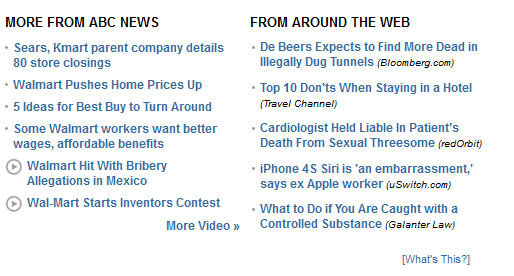 MORE FROM ABC NEWS
Sears, Kmart parent company details
80 store closings
Walmart Pushes Home Prices Up
5 Ideas for Best Buy to Turn Around
Some Walmart workers want better
wages, affordable benefits
Walmart Hit With Bribery
Allegations in Mexico
Wal-Mart Starts Inventors Contest
More Video »
FROM AROUND THE WEB
De Beers Expects to Find More Dead in
Illegally Dug Tunnels (Bloomberg.com)
Top 10 Don'ts When Staying in a Hotel
(Travel Channel)
Cardiologist Held Liable In Patient's
Death From Sexual Threesome (redOrbit)
iPhone 4S Siri is 'an embarrassment,'
says ex Apple worker (uSwitch.com)
What to Do if You Are Caught with a
Controlled Substance (Galanter Law)
[What's This?]